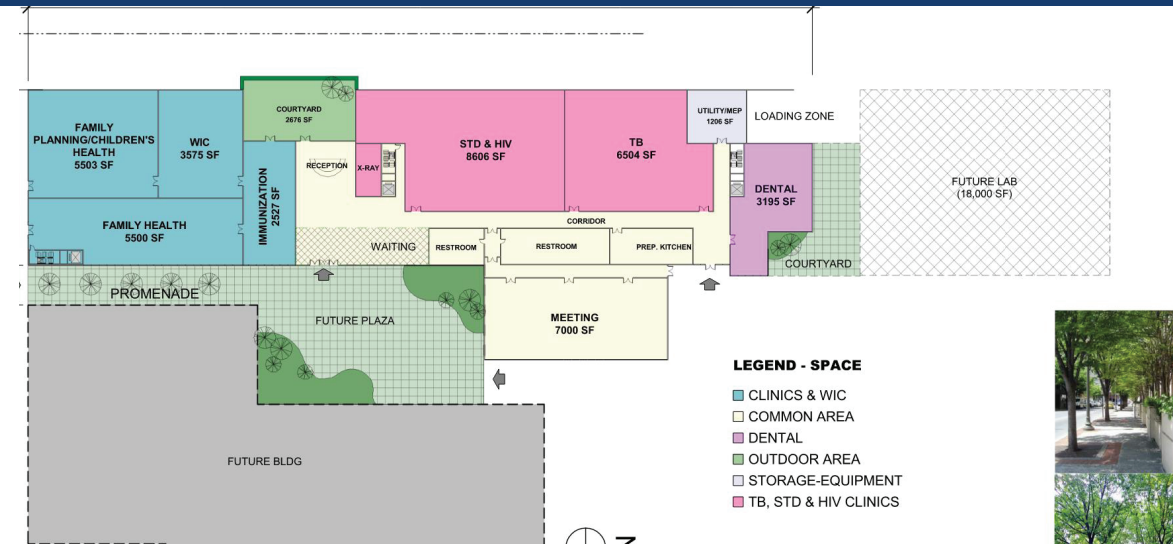 COURTYARD
2676 SF
FAMILY
PLANNING/CHILDREN'S
HEALTH
5503 SF
WIC
3575 SF
STD & HIV
8606 SF
TB
6504 SF
UTILITY/MEP
1206 SF
LOADING ZONE
RECEPTION
X-RAY
IMMUNIZATION
2527 SF
DENTAL
3195 SF
FUTURE LAB
(18,000 SF)
FAMILY HEALTH
5500 SF
CORRIDOR
WAITING
RESTROOM
RESTROOM
PREP. KITCHEN
COURTYARD
PROMENADE
FUTURE PLAZA
MEETING
7000 SF
LEGEND - SPACE
CLINICS & WIC
COMMON AREA
DENTAL
OUTDOOR AREA
STORAGE-EQUIPMENT
TB, STD & HIV CLINICS
FUTURE BLDG